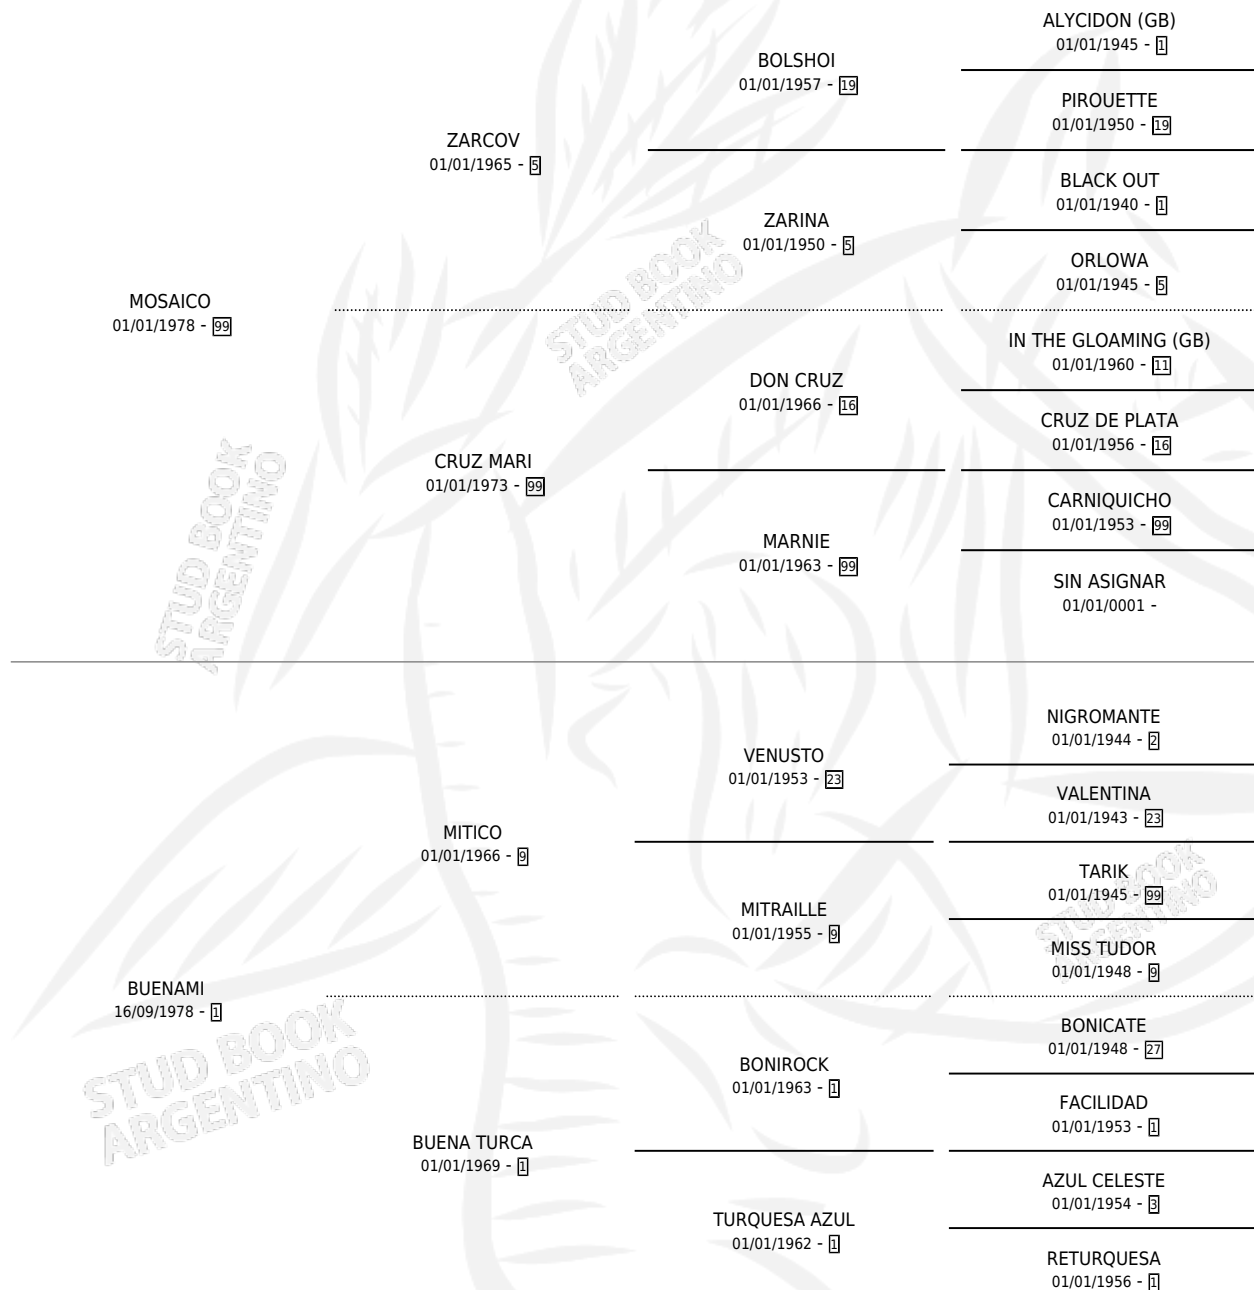 ALYCIDON (GB)
01/01/1945 - 1
BOLSHOI
01/01/1957 - 19
PIROUETTE
01/01/1950 - 19
ZARCOV
01/01/1965 - 5
BLACK OUT
01/01/1940 - 1
ZARINA
01/01/1950 - 5
ORLOWA
01/01/1945 - 5
MOSAICO
01/01/1978 - 99
IN THE GLOAMING (GB)
01/01/1960 - 11
DON CRUZ
01/01/1966 - 16
CRUZ DE PLATA
01/01/1956 - 16
CRUZ MARI
01/01/1973 - 99
CARNIQUICHO
01/01/1953 - 99
MARNIE
01/01/1963 - 99
SIN ASIGNAR
01/01/0001 -
NIGROMANTE
01/01/1944 - 2
VENUSTO
01/01/1953 - 23
VALENTINA
01/01/1943 - 23
MITICO
01/01/1966 - 9
TARIK
01/01/1945 - 99
MITRAILLE
01/01/1955 - 9
MISS TUDOR
01/01/1948 - 9
BUENAMI
16/09/1978 - 1
BONICATE
01/01/1948 - 27
BONIROCK
01/01/1963 - 1
FACILIDAD
01/01/1953 - 1
BUENA TURCA
01/01/1969 - 1
AZUL CELESTE
01/01/1954 - 3
TURQUESA AZUL
01/01/1962 - 1
RETURQUESA
01/01/1956 - 1
STUD BOOK
ARGENTINO
STUD BOOK
ARGENTINO
STUD BOOK
ARGENTINO
STUD BOOK
ARGENTINO